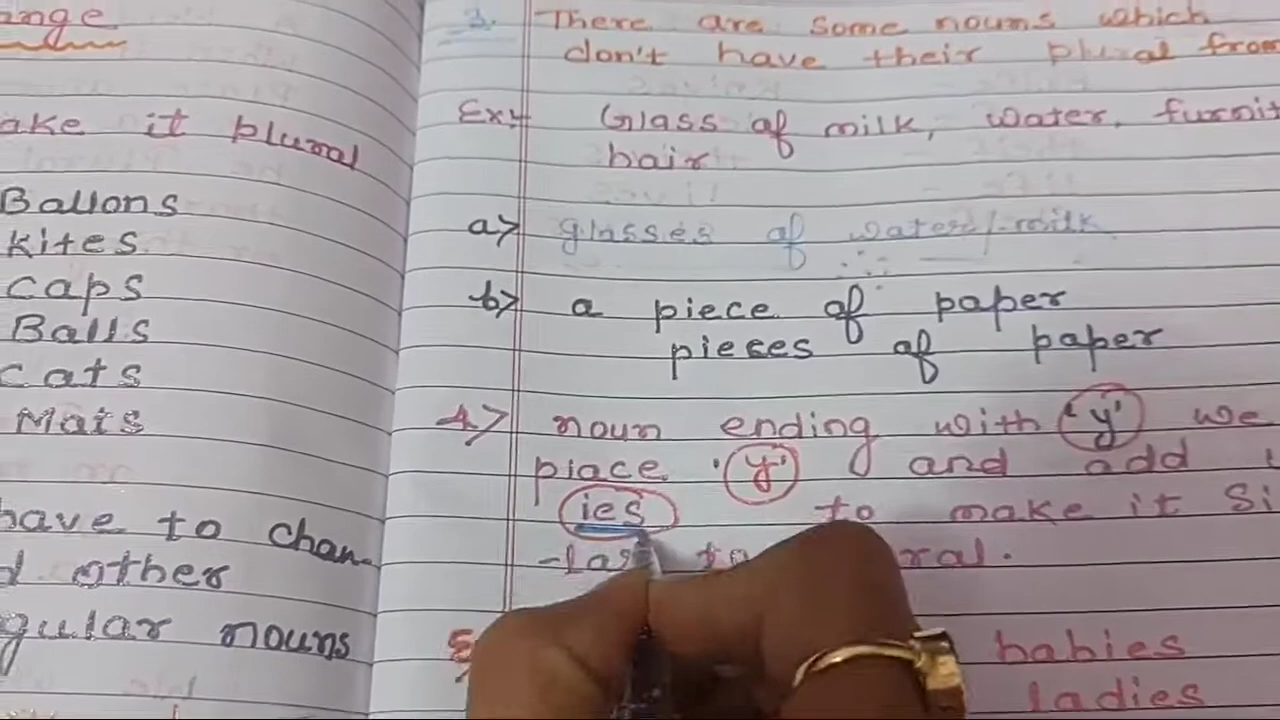 ange
ake it plural
Ballons
kites.
caps
Balls
cats
Mats
have to chan-
d other
gular nouns
3. There are some nouns which
don't have their plural from
Ex:- Glass of milk, water, furnit
hair
a> glasses of water/milk
b> a piece of paper
pieces of paper
4> noun ending with 'y' we
place 'y' and add
ies to make it Si
-lar to ral.
babies
ladies